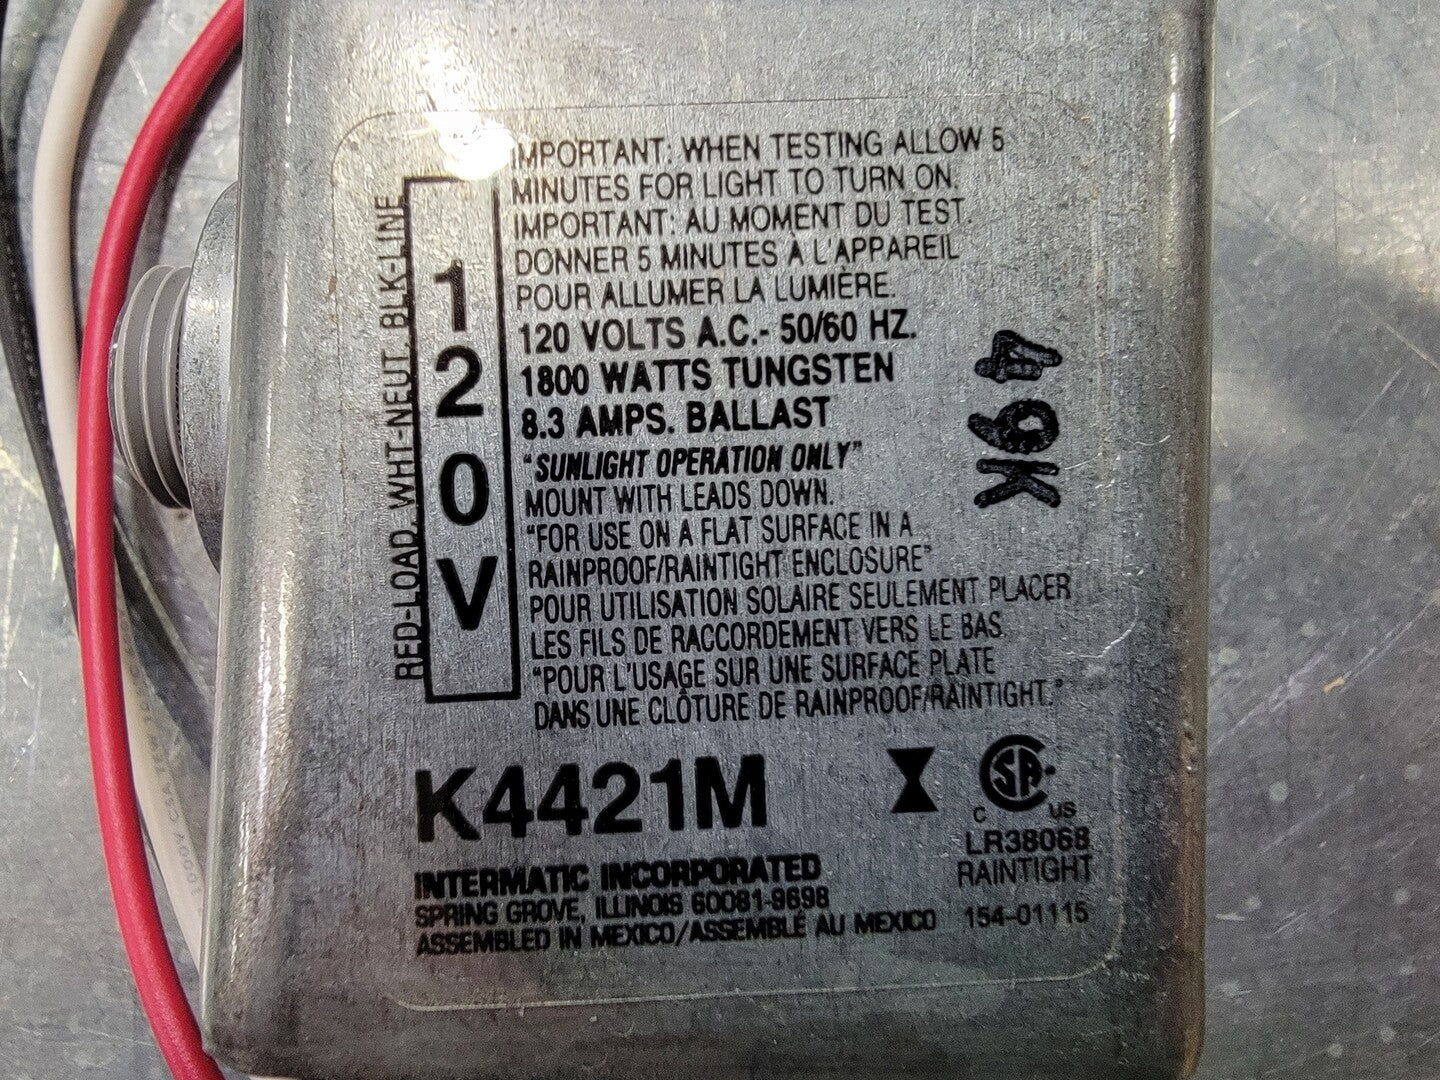 IMPORTANT: WHEN TESTING ALLOW 5
MINUTES FOR LIGHT TO TURN ON.
IMPORTANT: AU MOMENT DU TEST.
DONNER 5 MINUTES À L'APPAREIL
POUR ALLUMER LA LUMIÈRE.
120 VOLTS A.C.- 50/60 HZ.
1800 WATTS TUNGSTEN
8.3 AMPS. BALLAST
"SUNLIGHT OPERATION ONLY"
MOUNT WITH LEADS DOWN.
"FOR USE ON A FLAT SURFACE IN A
RAINPROOF/RAINTIGHT ENCLOSURE"
POUR UTILISATION SOLAIRE SEULEMENT PLACER
LES FILS DE RACCORDEMENT VERS LE BAS.
"POUR L'USAGE SUR UNE SURFACE PLATE
DANS UNE CLÔTURE DE RAINPROOF/RAINTIGHT."
RED-LOAD, WHT-NEUT, BLK-LINE
120V
49K
K4421M
INTERMATIC INCORPORATED
SPRING GROVE, ILLINOIS 60081-9698
ASSEMBLED IN MEXICO/ASSEMBLÉ AU MEXICO
SA
C US
LR38068
RAINTIGHT
154-01115